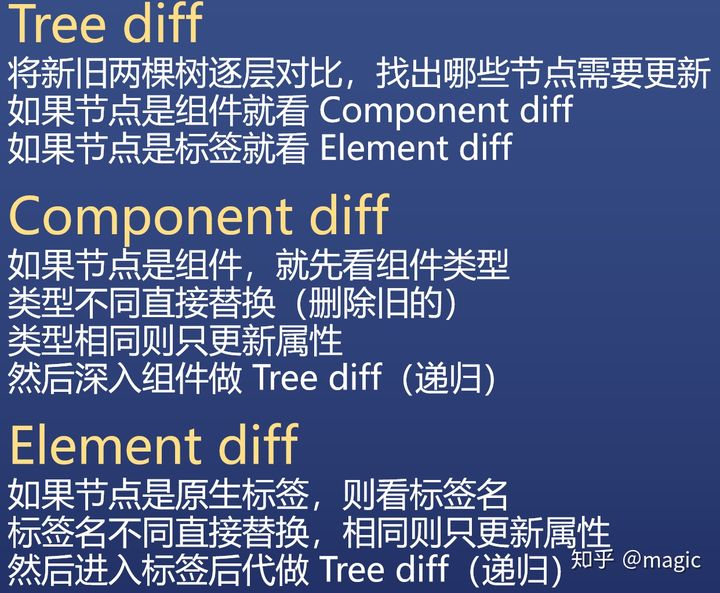 Tree diff
将新旧两棵树逐层对比，找出哪些节点需要更新
如果节点是组件就看 Component diff
如果节点是标签就看 Element diff
Component diff
如果节点是组件，就先看组件类型
类型不同直接替换（删除旧的）
类型相同则只更新属性
然后深入组件做 Tree diff（递归）
Element diff
如果节点是原生标签，则看标签名
标签名不同直接替换，相同则只更新属性
然后进入标签后代做 Tree diff（递归）
知乎 @magic